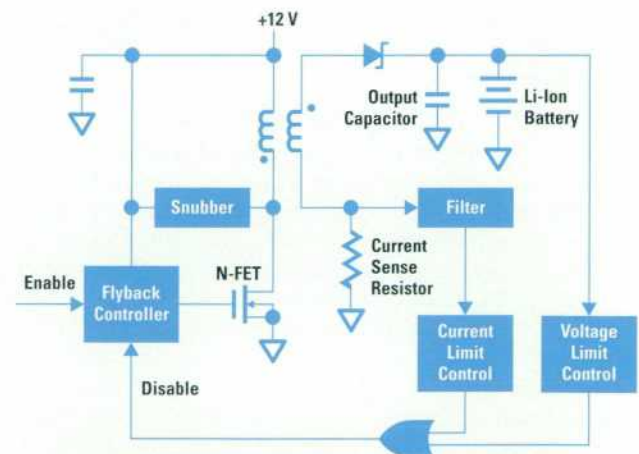 +12 V
Output
Capacitor
Li-Ion
Battery
Snubber
Filter
Current
Sense
Resistor
N-FET
Enable
Flyback
Controller
Current
Limit
Control
Voltage
Limit
Control
Disable